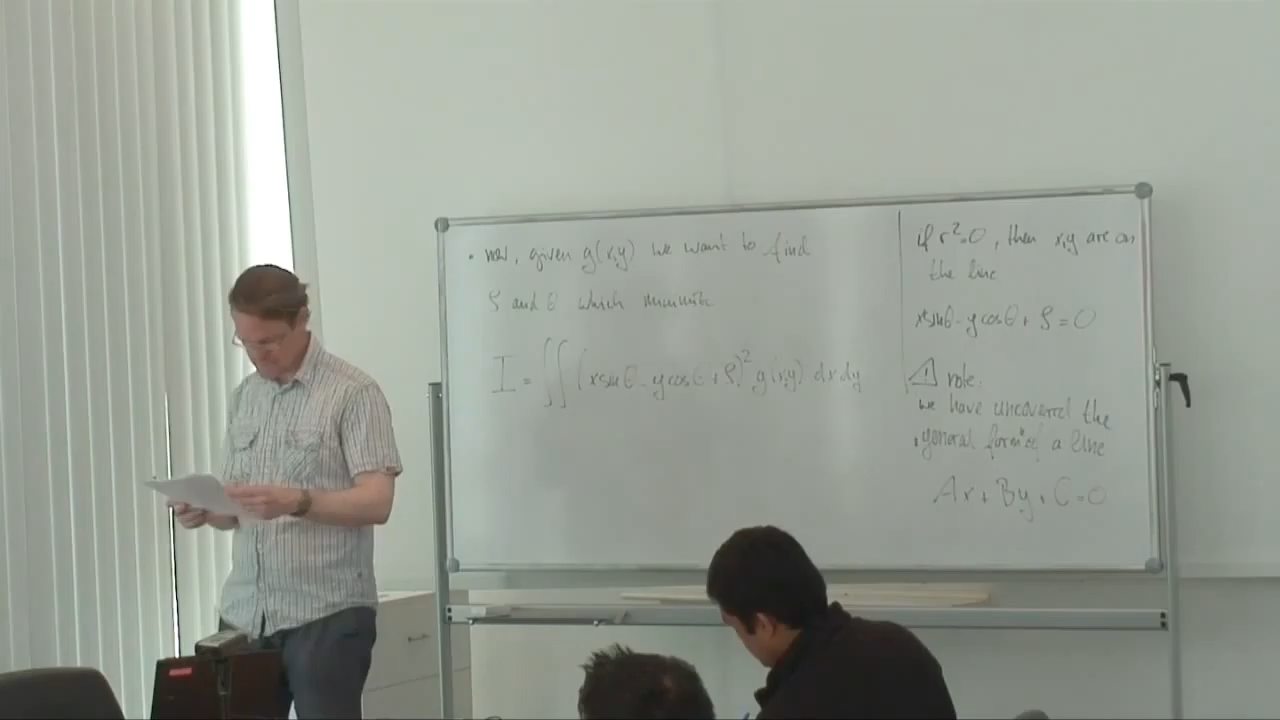 • now, given g(x,y) we want to find
ρ and θ which minimize
I = ∬ (x sin θ - y cos θ + ρ)² g(x,y) dx dy
if r²=0, then x,y are on
the line
x sin θ - y cos θ + ρ = 0
⚠ note:
we have uncovered the
"general form" of a line
Ax + By + C = 0